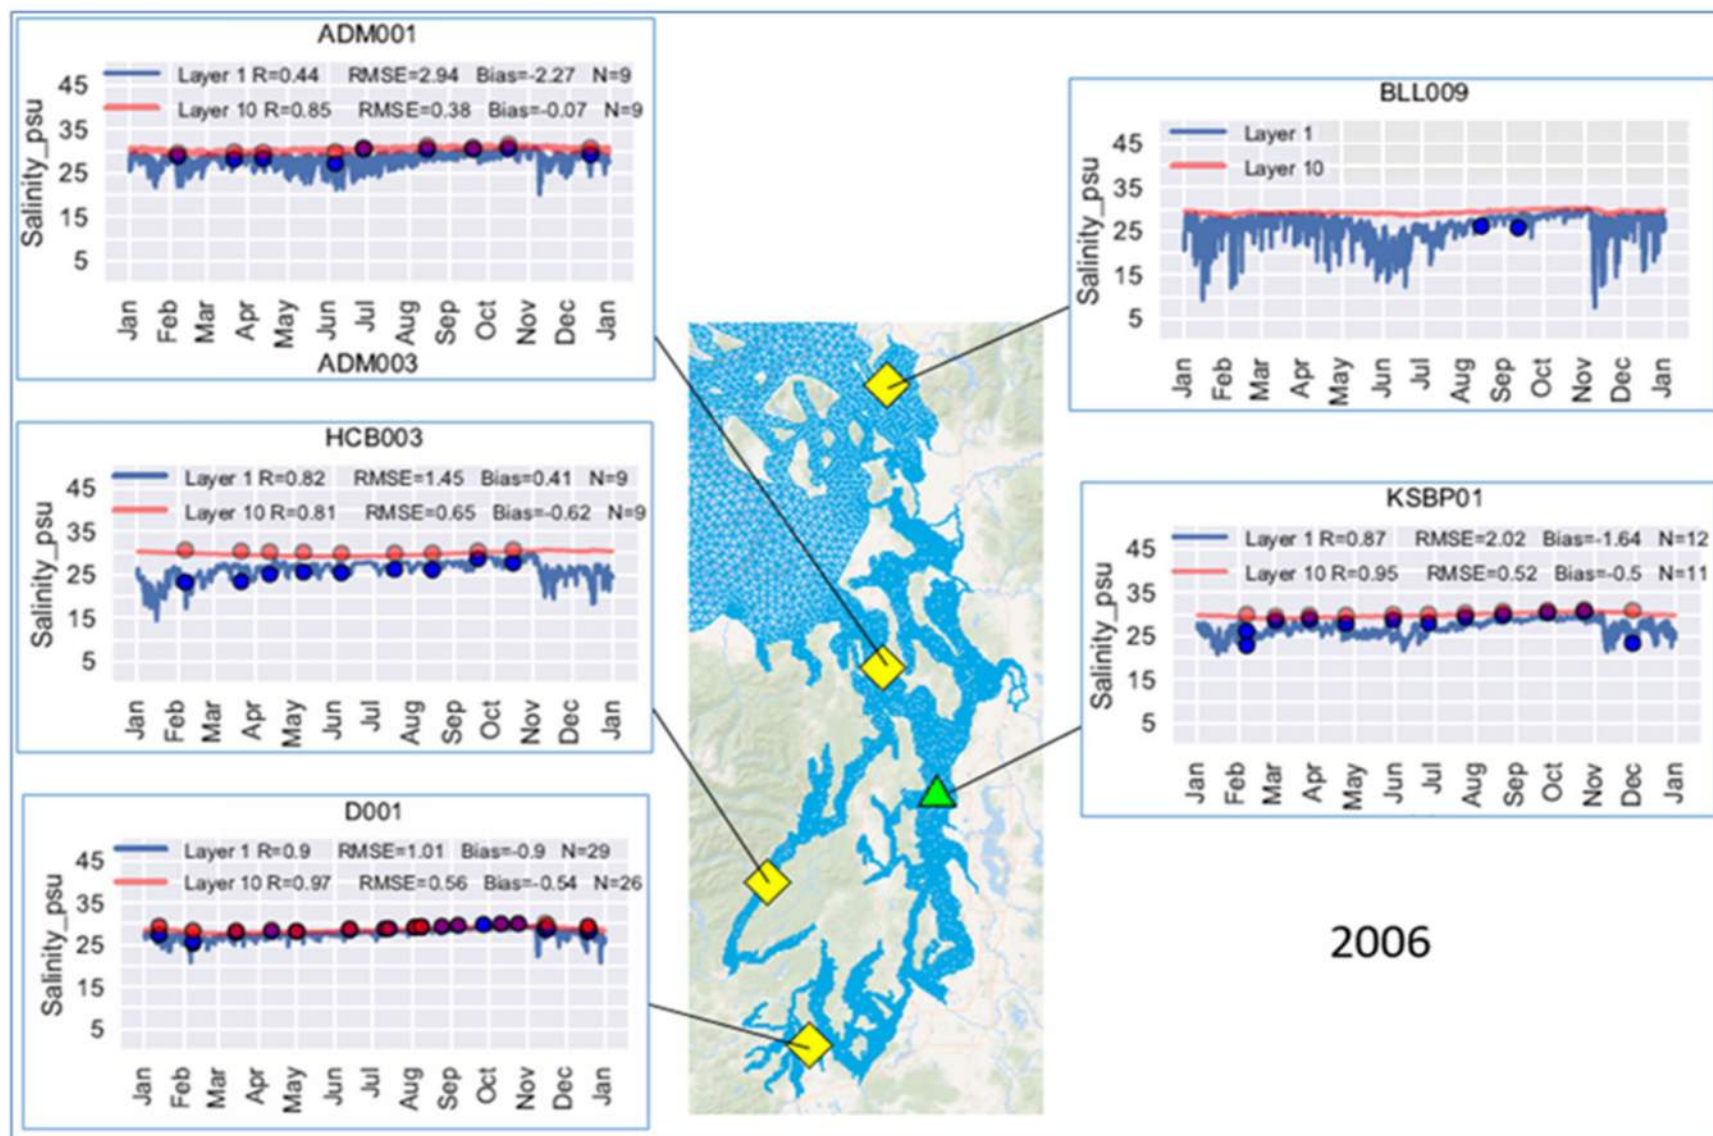 ADM001
Layer 1 R=0.44 RMSE=2.94 Bias=-2.27 N=9
Layer 10 R=0.85 RMSE=0.38 Bias=-0.07 N=9
Salinity_psu
45
35
25
15
5
Jan Feb Mar Apr May Jun Jul Aug Sep Oct Nov Dec Jan
ADM003
BLL009
Layer 1
Layer 10
Salinity_psu
45
35
25
15
5
Jan Feb Mar Apr May Jun Jul Aug Sep Oct Nov Dec Jan
HCB003
Layer 1 R=0.82 RMSE=1.45 Bias=0.41 N=9
Layer 10 R=0.81 RMSE=0.65 Bias=-0.62 N=9
Salinity_psu
45
35
25
15
5
Jan Feb Mar Apr May Jun Jul Aug Sep Oct Nov Dec Jan
KSBP01
Layer 1 R=0.87 RMSE=2.02 Bias=-1.64 N=12
Layer 10 R=0.95 RMSE=0.52 Bias=-0.5 N=11
Salinity_psu
45
35
25
15
5
Jan Feb Mar Apr May Jun Jul Aug Sep Oct Nov Dec Jan
D001
Layer 1 R=0.9 RMSE=1.01 Bias=-0.9 N=29
Layer 10 R=0.97 RMSE=0.56 Bias=-0.54 N=26
Salinity_psu
45
35
25
15
5
Jan Feb Mar Apr May Jun Jul Aug Sep Oct Nov Dec Jan
2006